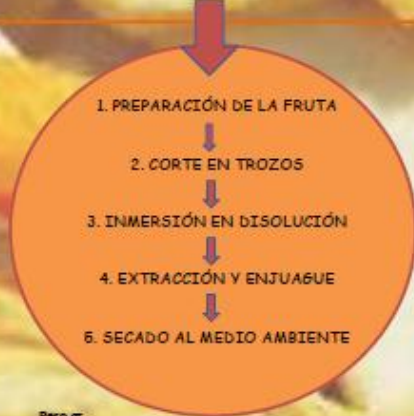 1. PREPARACIÓN DE LA FRUTA
2. CORTE EN TROZOS
3. INMERSIÓN EN DISOLUCIÓN
4. EXTRACCIÓN Y ENJUAGUE
5. SECADO AL MEDIO AMBIENTE